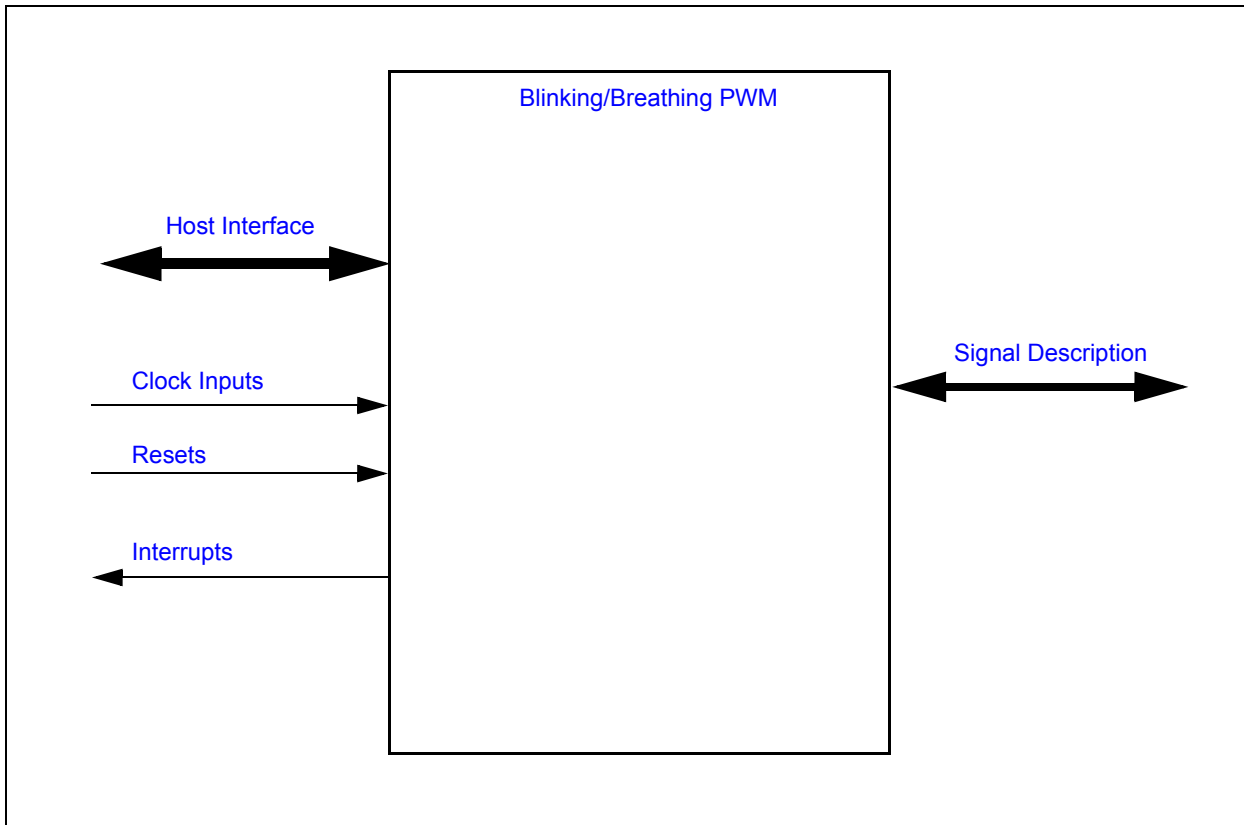 Blinking/Breathing PWM
Host Interface
Signal Description
Clock Inputs
Resets
Interrupts